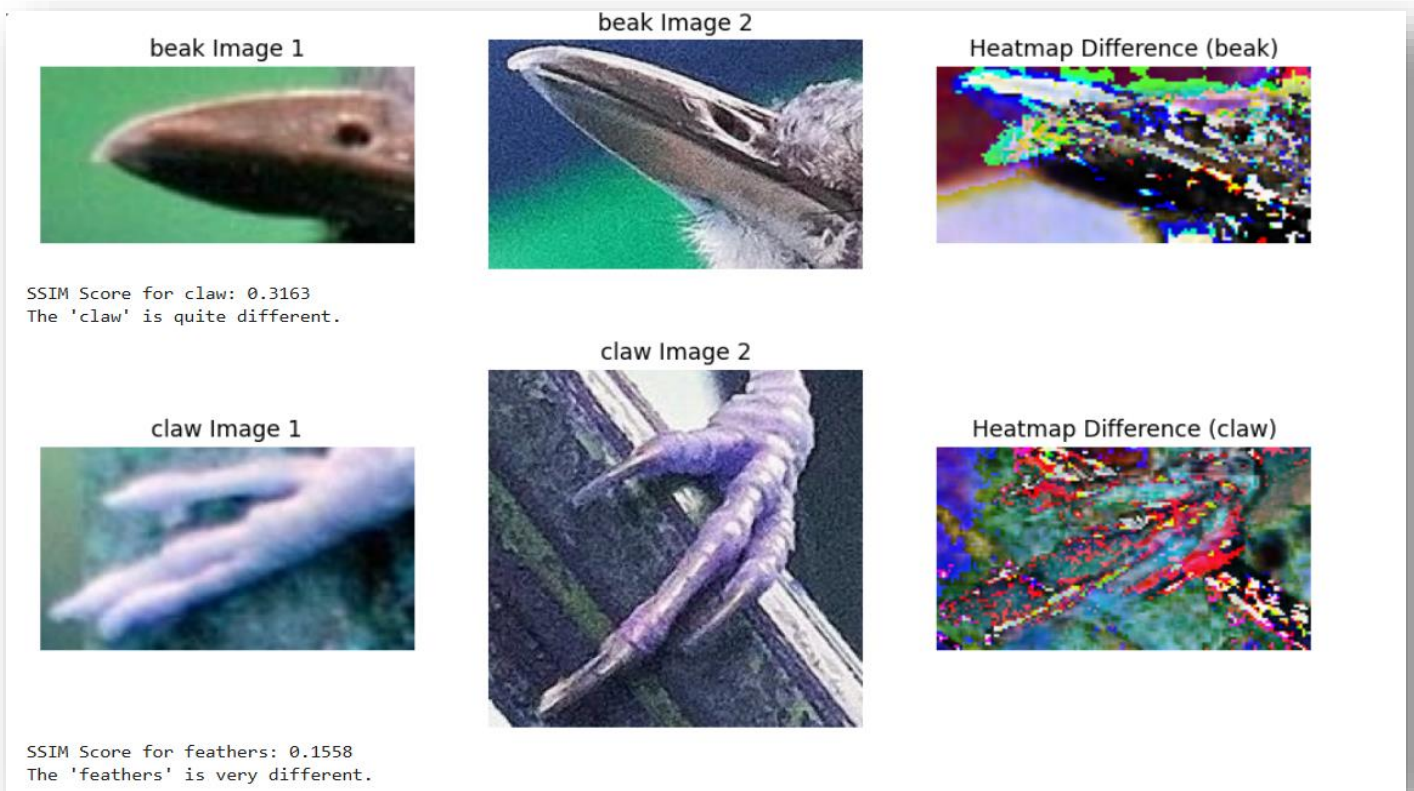 beak Image 1
beak Image 2
Heatmap Difference (beak)
SSIM Score for claw: 0.3163
The 'claw' is quite different.
claw Image 1
claw Image 2
Heatmap Difference (claw)
SSIM Score for feathers: 0.1558
The 'feathers' is very different.